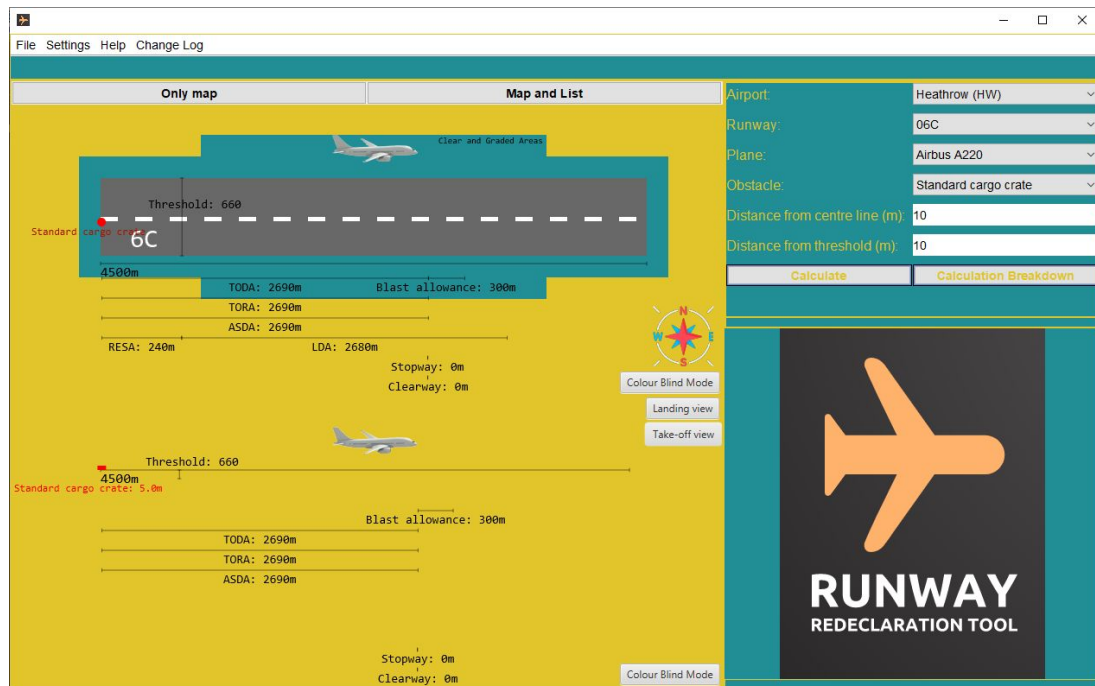 File Settings Help Change Log
Only map Map and List
Airport: Heathrow (HW)
Runway: 06C
Plane: Airbus A220
Obstacle: Standard cargo crate
Distance from centre line (m): 10
Distance from threshold (m): 10
Calculate Calculation Breakdown
Clear and Graded Areas
Threshold: 660
Standard cargo crate
6C
4500m
TODA: 2690m Blast allowance: 300m
TORA: 2690m
ASDA: 2690m
RESA: 240m LDA: 2680m
Stopway: 0m
Clearway: 0m
N
W E
S
Colour Blind Mode
Landing view
Take-off view
Threshold: 660
4500m
Standard cargo crate: 5.0m
Blast allowance: 300m
TODA: 2690m
TORA: 2690m
ASDA: 2690m
Stopway: 0m
Clearway: 0m
Colour Blind Mode
RUNWAY
REDECLARATION TOOL